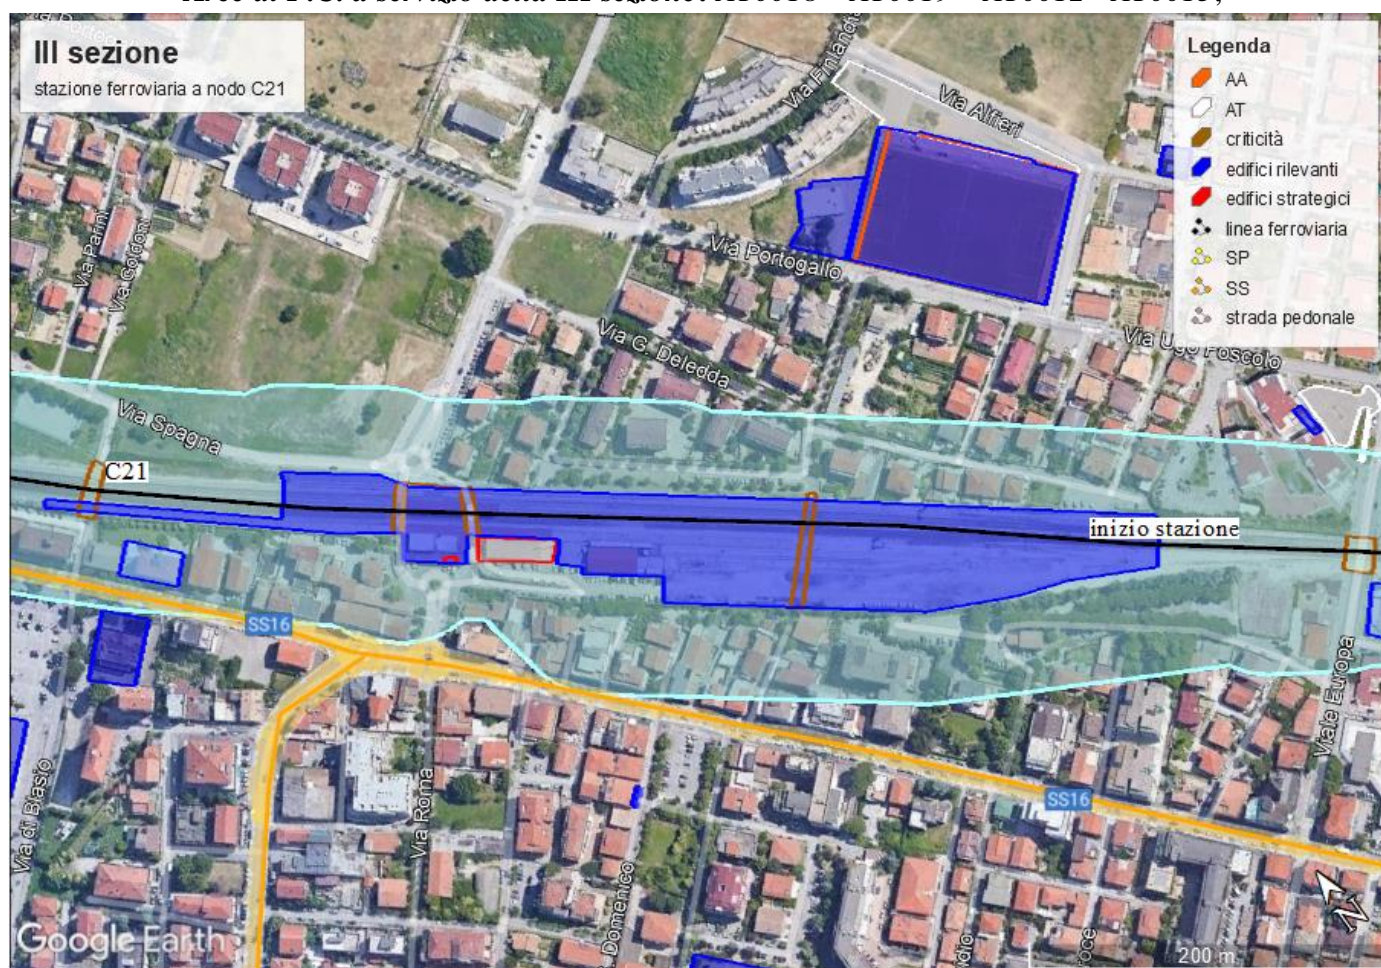 III sezione
stazione ferroviaria a nodo C21
Legenda
AA
AT
criticità
edifici rilevanti
edifici strategici
linea ferroviaria
SP
SS
strada pedonale
Via Finlandia
Via Alfieri
Via Parini
Via Goldoni
Via Portogallo
Via G. Deledda
Via Ugo Foscolo
Via Spagna
C21
inizio stazione
SS16
Viale Europa
SS16
Via di Biasio
Via Roma
Domenico
Google Earth
200 m
N